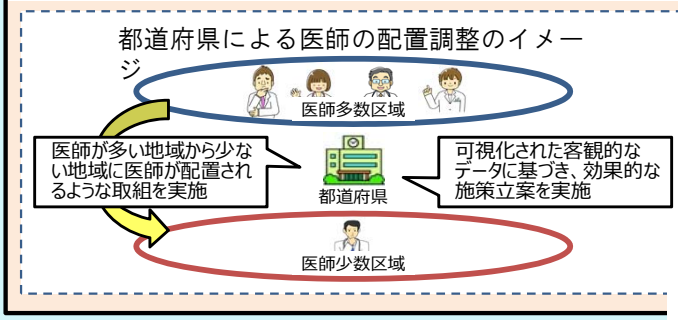 都道府県による医師の配置調整のイメー
ジ
医師多数区域
医師が多い地域から少な
い地域に医師が配置され
るような取組を実施
都道府県
可視化された客観的な
データに基づき、効果的な
施策立案を実施
医師少数区域